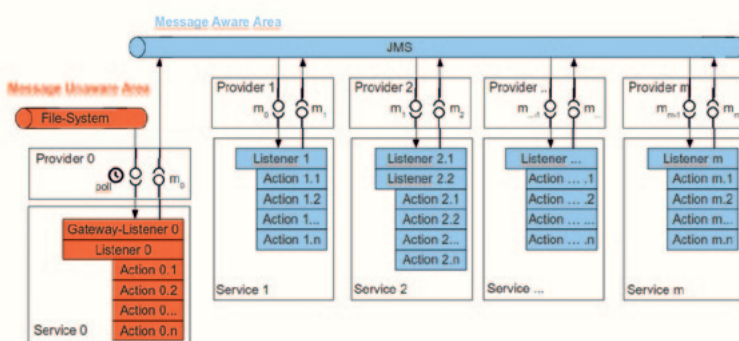 Message Aware Area
JMS
Message Unaware Area
File-System
Provider 0
poll
m0
Gateway-Listener 0
Listener 0
Action 0.1
Action 0.2
Action 0...
Action 0.n
Service 0
Provider 1
m0
m1
Listener 1
Action 1.1
Action 1.2
Action 1...
Action 1.n
Service 1
Provider 2
m1
m2
Listener 2.1
Listener 2.2
Action 2.1
Action 2.2
Action 2...
Action 2.n
Service 2
Provider ...
m...-1
m...
Listener ...
Action ... .1
Action ... .2
Action ... ...
Action ... .n
Service ...
Provider m
mm-1
mm
Listener m
Action m.1
Action m.2
Action m...
Action m.n
Service m